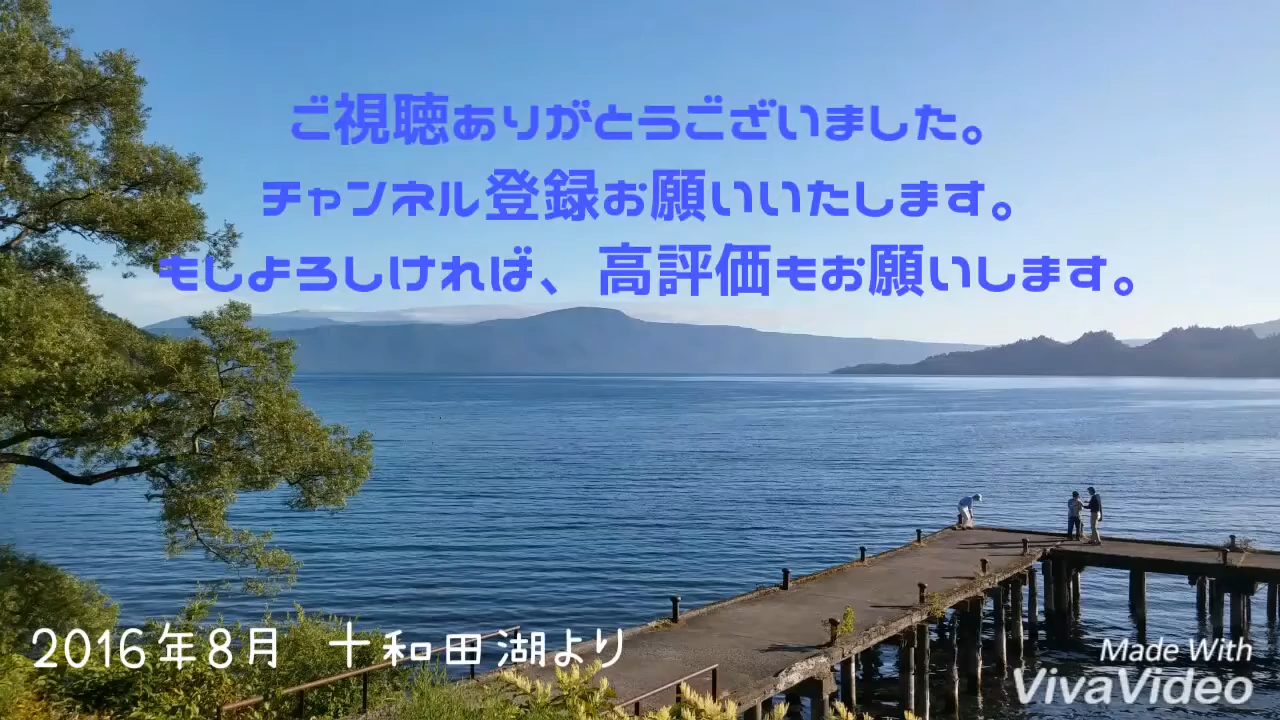 ご視聴ありがとうございました。
チャンネル登録お願いいたします。
もしよろしければ、高評価もお願いします。
2016年8月 十和田湖より
Made With
VivaVideo